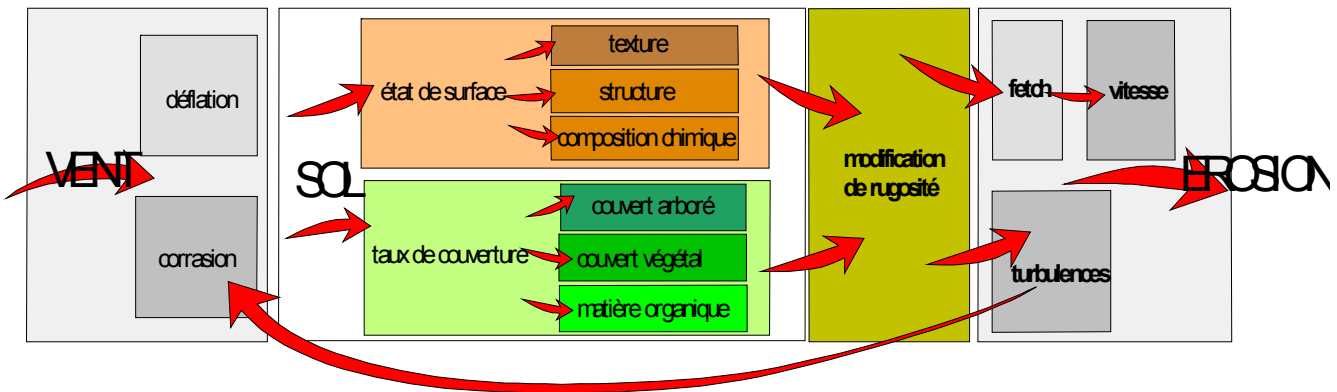 VENT
déflation
corrasion
SOL
état de surface
texture
structure
composition chimique
taux de couverture
couvert arboré
couvert végétal
matière organique
modification
de rugosité
fetch
vitesse
turbulences
EROSION